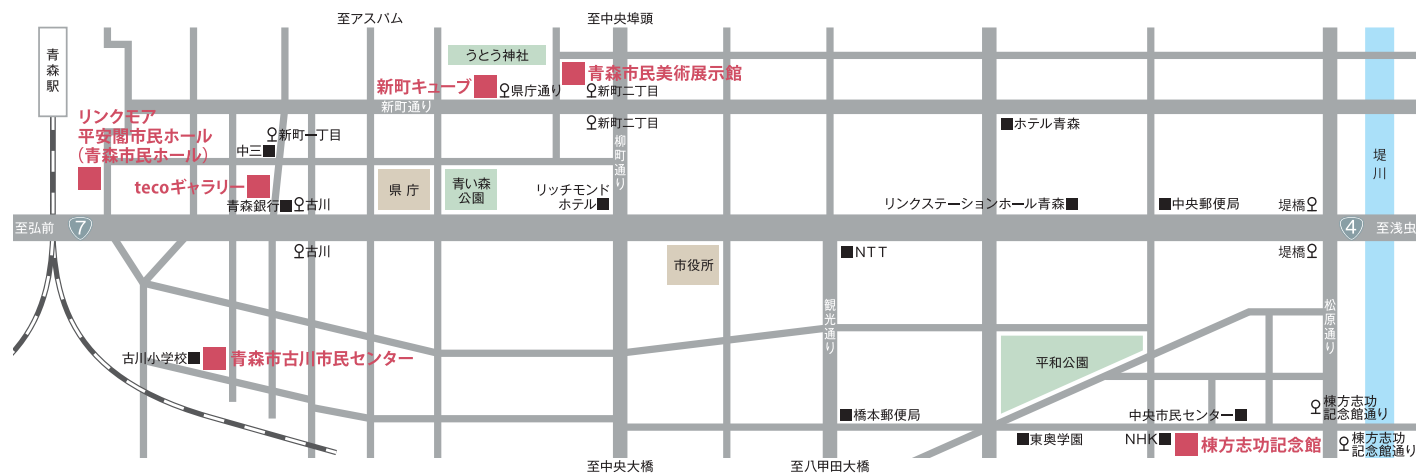 至アスパム
至中央埠頭
青森駅
うとう神社
新町キューブ
県庁通り
青森市民美術展示館
新町二丁目
新町通り
リンクモア
平安閣市民ホール
(青森市民ホール)
新町一丁目
中三
新町二丁目
柳町通り
ホテル青森
堤川
tecoギャラリー
青森銀行
古川
県庁
青い森
公園
リッチモンド
ホテル
リンクステーションホール青森
中央郵便局
堤橋
至弘前
7
4
至浅虫
古川
市役所
NTT
堤橋
観光通り
松原通り
古川小学校
青森市古川市民センター
平和公園
橋本郵便局
中央市民センター
棟方志功
記念館通り
東奥学園
NHK
棟方志功記念館
棟方志功
記念館通り
至中央大橋
至八甲田大橋